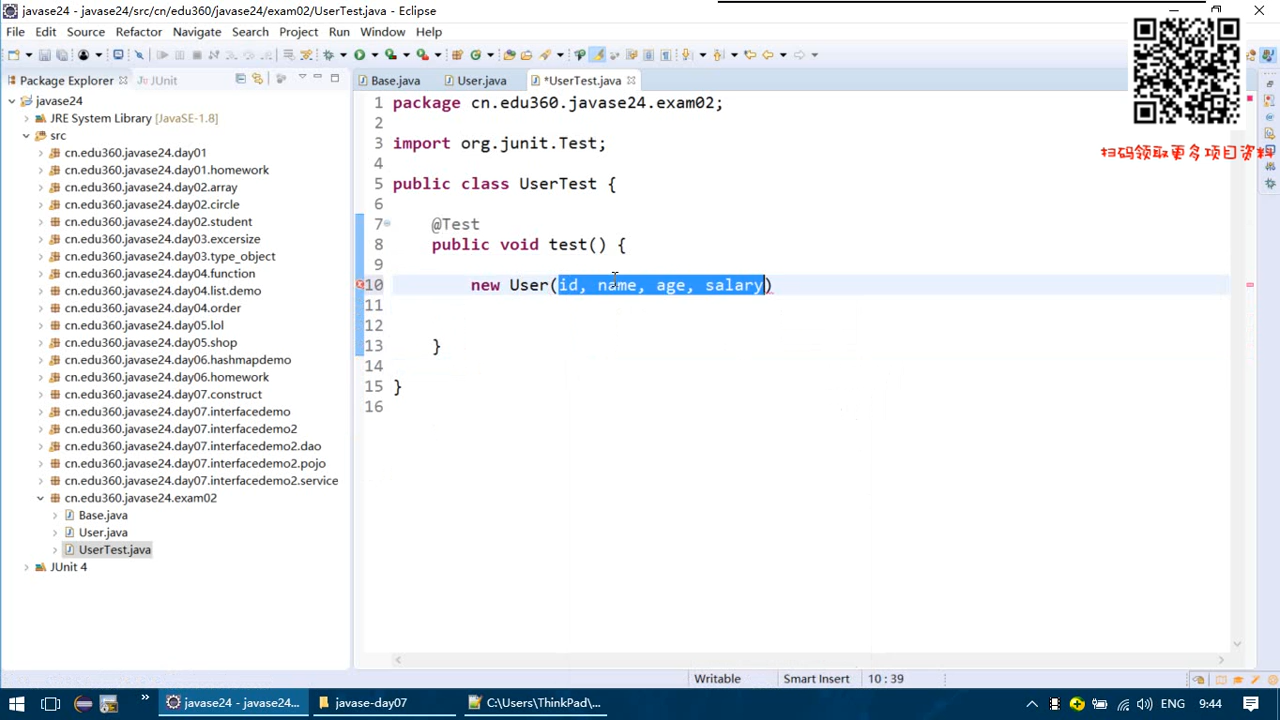 javase24 - javase24/src/cn/edu360/javase24/exam02/UserTest.java - Eclipse
File Edit Source Refactor Navigate Search Project Run Window Help
Package Explorer JUnit
Base.java User.java *UserTest.java
javase24
JRE System Library [JavaSE-1.8]
src
cn.edu360.javase24.day01
cn.edu360.javase24.day01.homework
cn.edu360.javase24.day02.array
cn.edu360.javase24.day02.circle
cn.edu360.javase24.day02.student
cn.edu360.javase24.day03.excersize
cn.edu360.javase24.day03.type_object
cn.edu360.javase24.day04.function
cn.edu360.javase24.day04.list.demo
cn.edu360.javase24.day04.order
cn.edu360.javase24.day05.lol
cn.edu360.javase24.day05.shop
cn.edu360.javase24.day06.hashmapdemo
cn.edu360.javase24.day06.homework
cn.edu360.javase24.day07.construct
cn.edu360.javase24.day07.interfacedemo
cn.edu360.javase24.day07.interfacedemo2
cn.edu360.javase24.day07.interfacedemo2.dao
cn.edu360.javase24.day07.interfacedemo2.pojo
cn.edu360.javase24.day07.interfacedemo2.service
cn.edu360.javase24.exam02
Base.java
User.java
UserTest.java
JUnit 4
1 package cn.edu360.javase24.exam02;
2
3 import org.junit.Test;
4
5 public class UserTest {
6
7 @Test
8 public void test() {
9
10 new User(id, name, age, salary)
11
12
13 }
14
15 }
16
扫码领取更多项目资料
Writable Smart Insert 10 : 39
javase24 - javase24... javase-day07 C:\Users\ThinkPad\... ENG 9:44